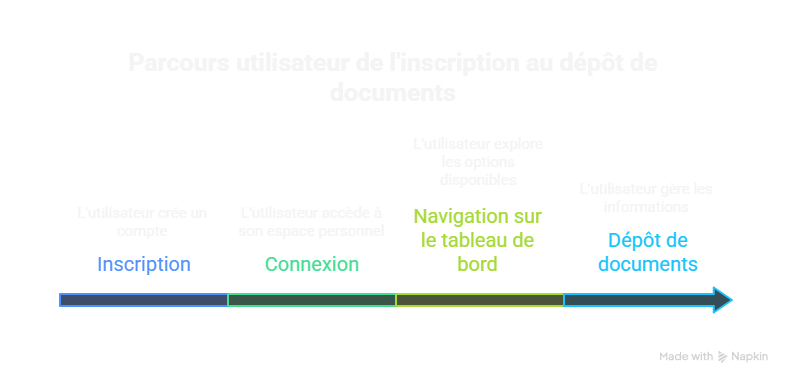 Parcours utilisateur de l'inscription au dépôt de
documents
L'utilisateur crée un
compte
Inscription
L'utilisateur accède à
son espace personnel
Connexion
L'utilisateur explore
les options
disponibles
Navigation sur
le tableau de
bord
L'utilisateur gère les
informations
Dépôt de
documents
Made with Napkin